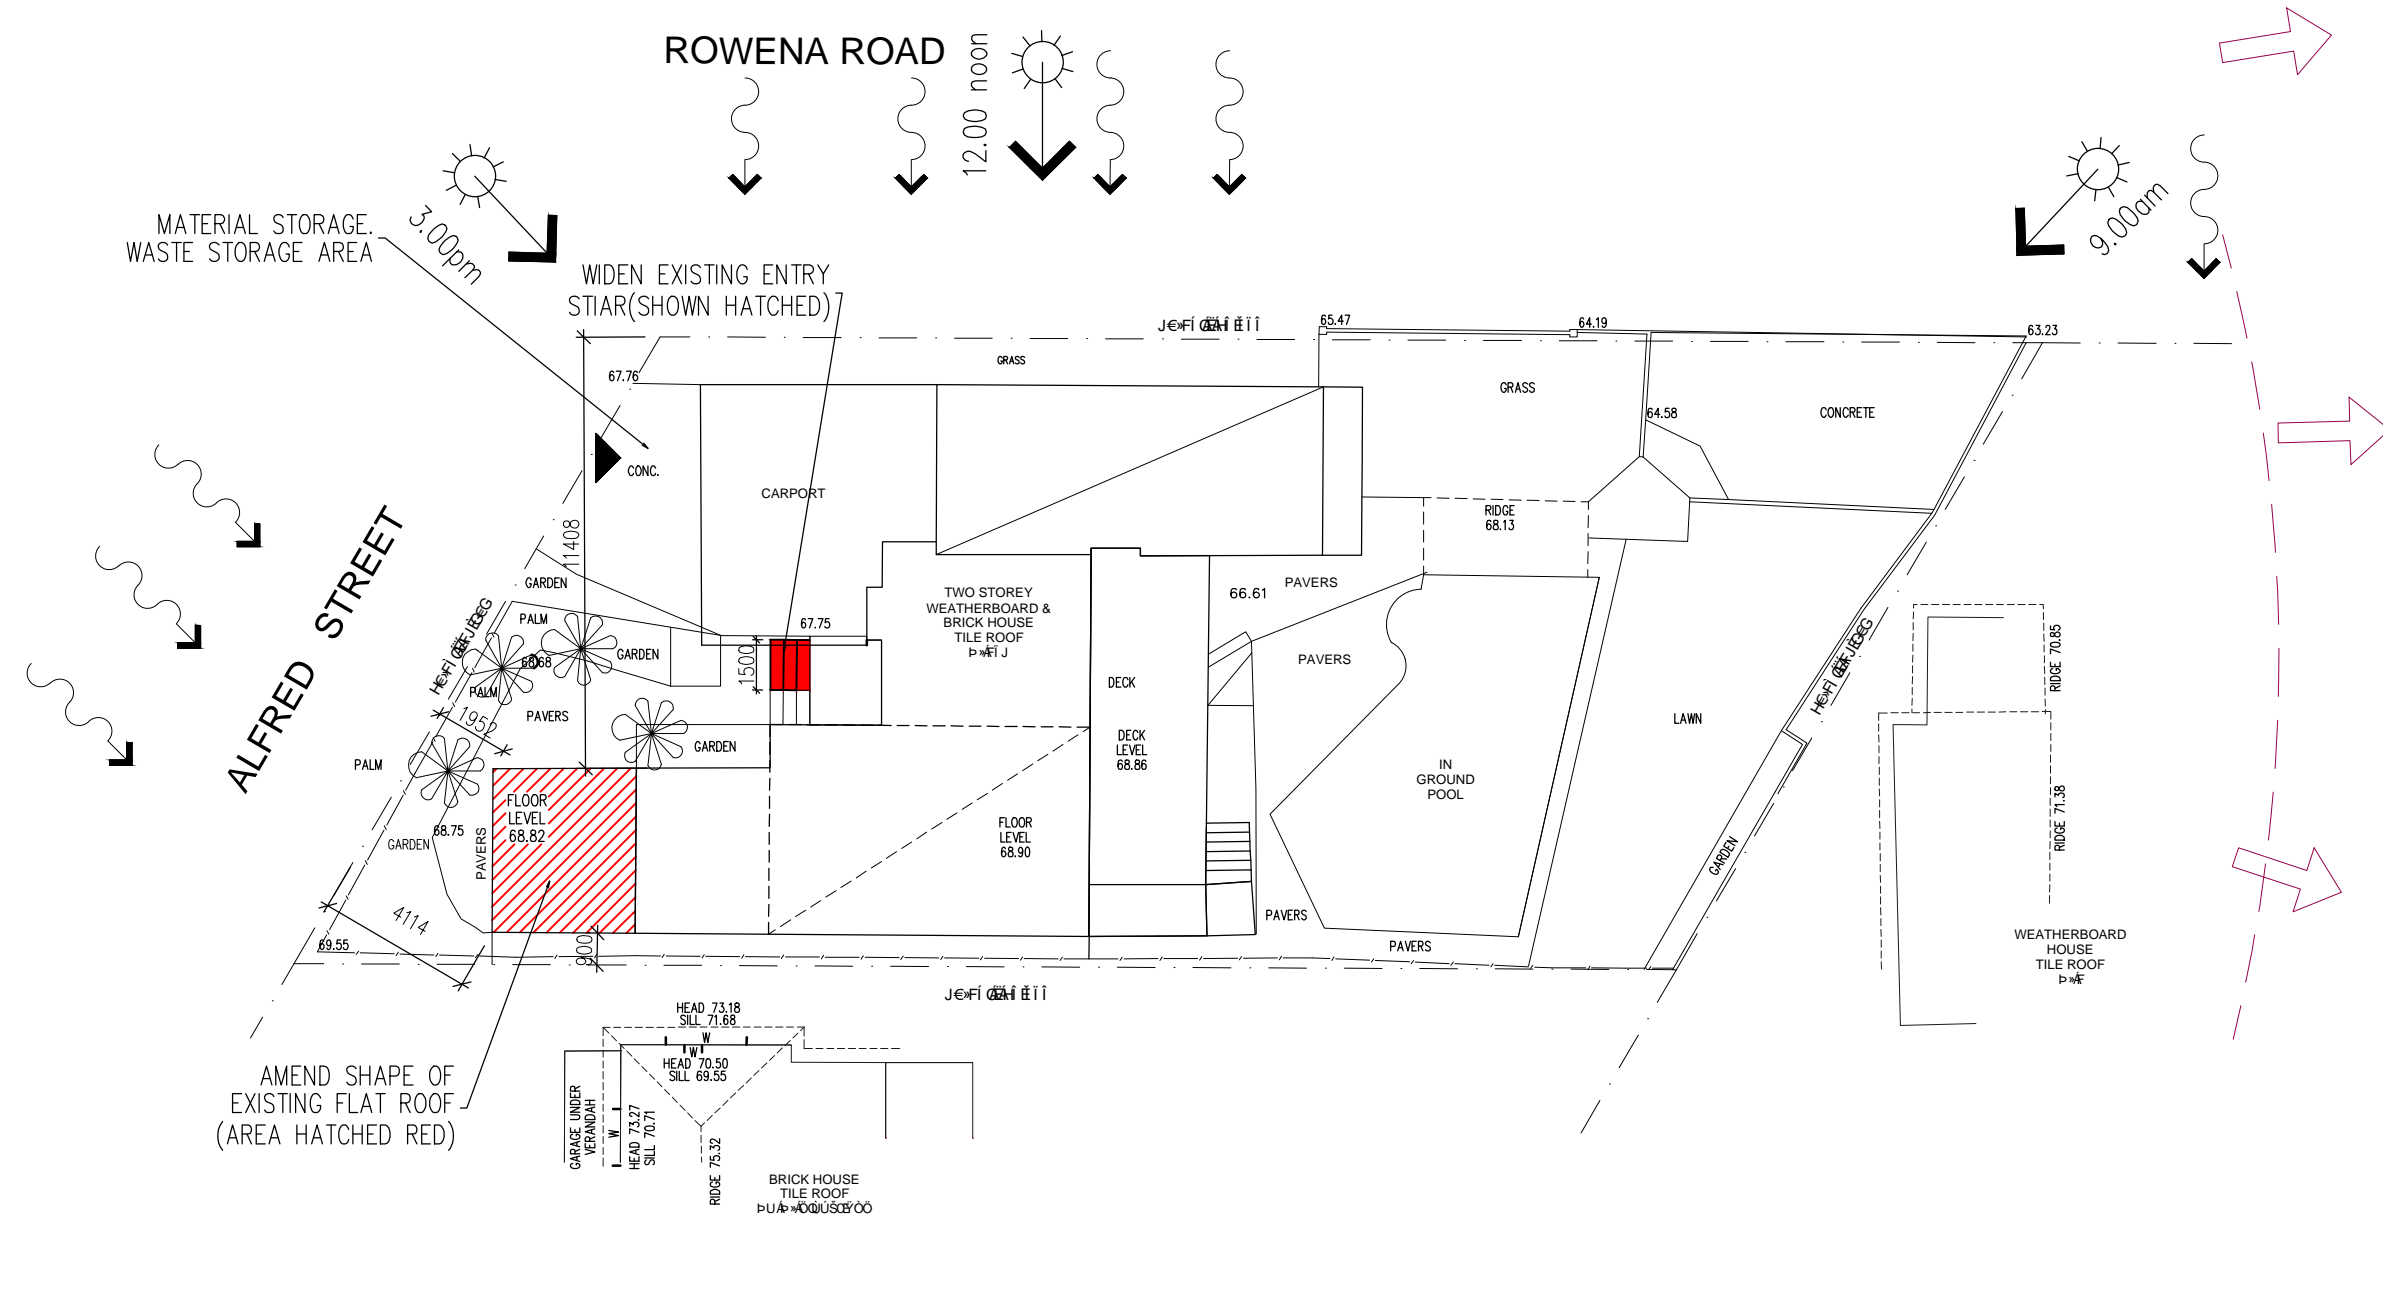 ROWENA ROAD
12.00 noon
3.00pm
9.00am
MATERIAL STORAGE.
WASTE STORAGE AREA
WIDEN EXISTING ENTRY
STIAR(SHOWN HATCHED)
65.47
64.19
63.23
GRASS
67.76
GRASS
64.58
CONCRETE
CONC.
CARPORT
11408
RIDGE
68.13
ALFRED STREET
GARDEN
PALM
GARDEN
68.68
PALM
PAVERS
1952
67.75
1500
TWO STOREY
WEATHERBOARD &
BRICK HOUSE
TILE ROOF
66.61
PAVERS
PAVERS
DECK
DECK
LEVEL
68.86
LAWN
RIDGE 70.85
RIDGE 71.38
GARDEN
PALM
IN
GROUND
POOL
FLOOR
LEVEL
68.82
68.75
GARDEN
PAVERS
FLOOR
LEVEL
68.90
GARDEN
4114
900
69.55
PAVERS
PAVERS
WEATHERBOARD
HOUSE
TILE ROOF
AMEND SHAPE OF
EXISTING FLAT ROOF
(AREA HATCHED RED)
HEAD 73.18
SILL 71.68
W
W
HEAD 70.50
SILL 69.55
GARAGE UNDER
VERANDAH
W
HEAD 73.27
SILL 70.71
RIDGE 75.32
BRICK HOUSE
TILE ROOF